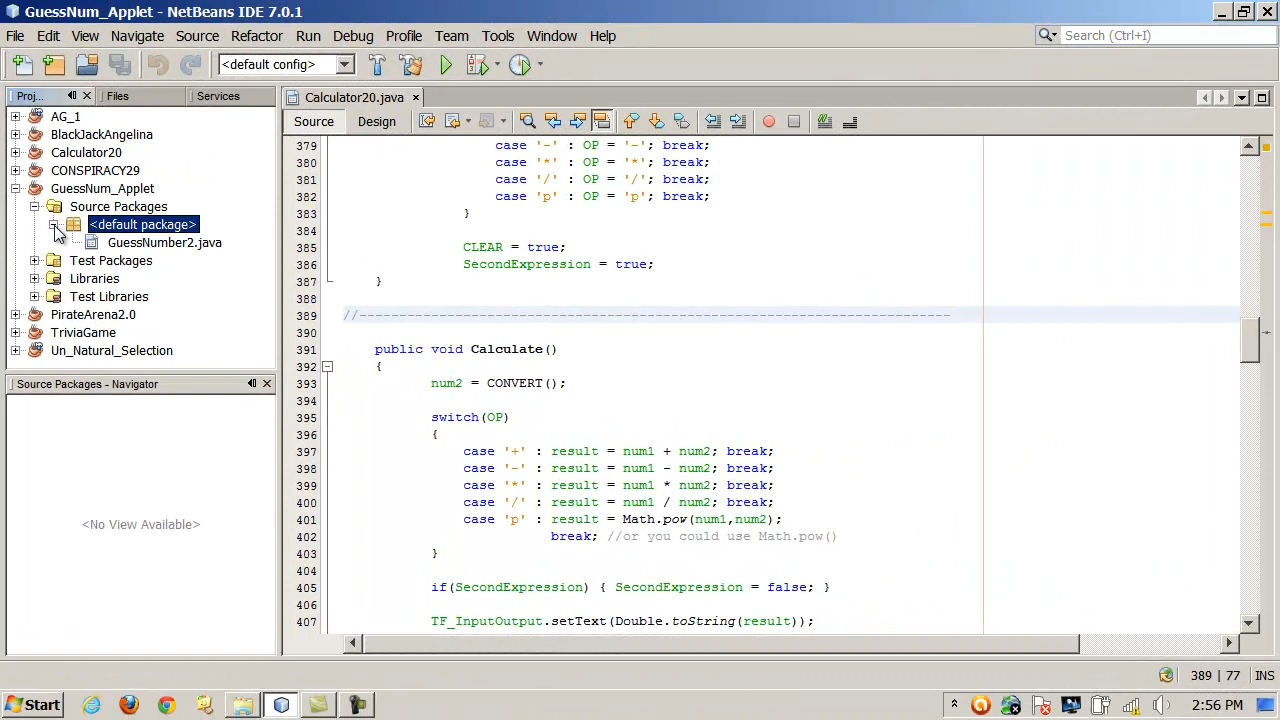 GuessNum_Applet - NetBeans IDE 7.0.1
File Edit View Navigate Source Refactor Run Debug Profile Team Tools Window Help
Search (Ctrl+I)
<default config>
Proj... Files Services
Calculator20.java
Source Design
AG_1
BlackJackAngelina
Calculator20
CONSPIRACY29
GuessNum_Applet
Source Packages
<default package>
GuessNumber2.java
Test Packages
Libraries
Test Libraries
PirateArena2.0
TriviaGame
Un_Natural_Selection
Source Packages - Navigator
<No View Available>
379 case '-' : OP = '-'; break;
380 case '*' : OP = '*'; break;
381 case '/' : OP = '/'; break;
382 case 'p' : OP = 'p'; break;
383 }
384
385 CLEAR = true;
386 SecondExpression = true;
387 }
388
389 //--------------------------------------------------------------------------
390
391 public void Calculate()
392 {
393 num2 = CONVERT();
394
395 switch(OP)
396 {
397 case '+' : result = num1 + num2; break;
398 case '-' : result = num1 - num2; break;
399 case '*' : result = num1 * num2; break;
400 case '/' : result = num1 / num2; break;
401 case 'p' : result = Math.pow(num1,num2);
402 break; //or you could use Math.pow()
403 }
404
405 if(SecondExpression) { SecondExpression = false; }
406
407 TF_InputOutput.setText(Double.toString(result));
389 | 77 INS
Start
2:56 PM